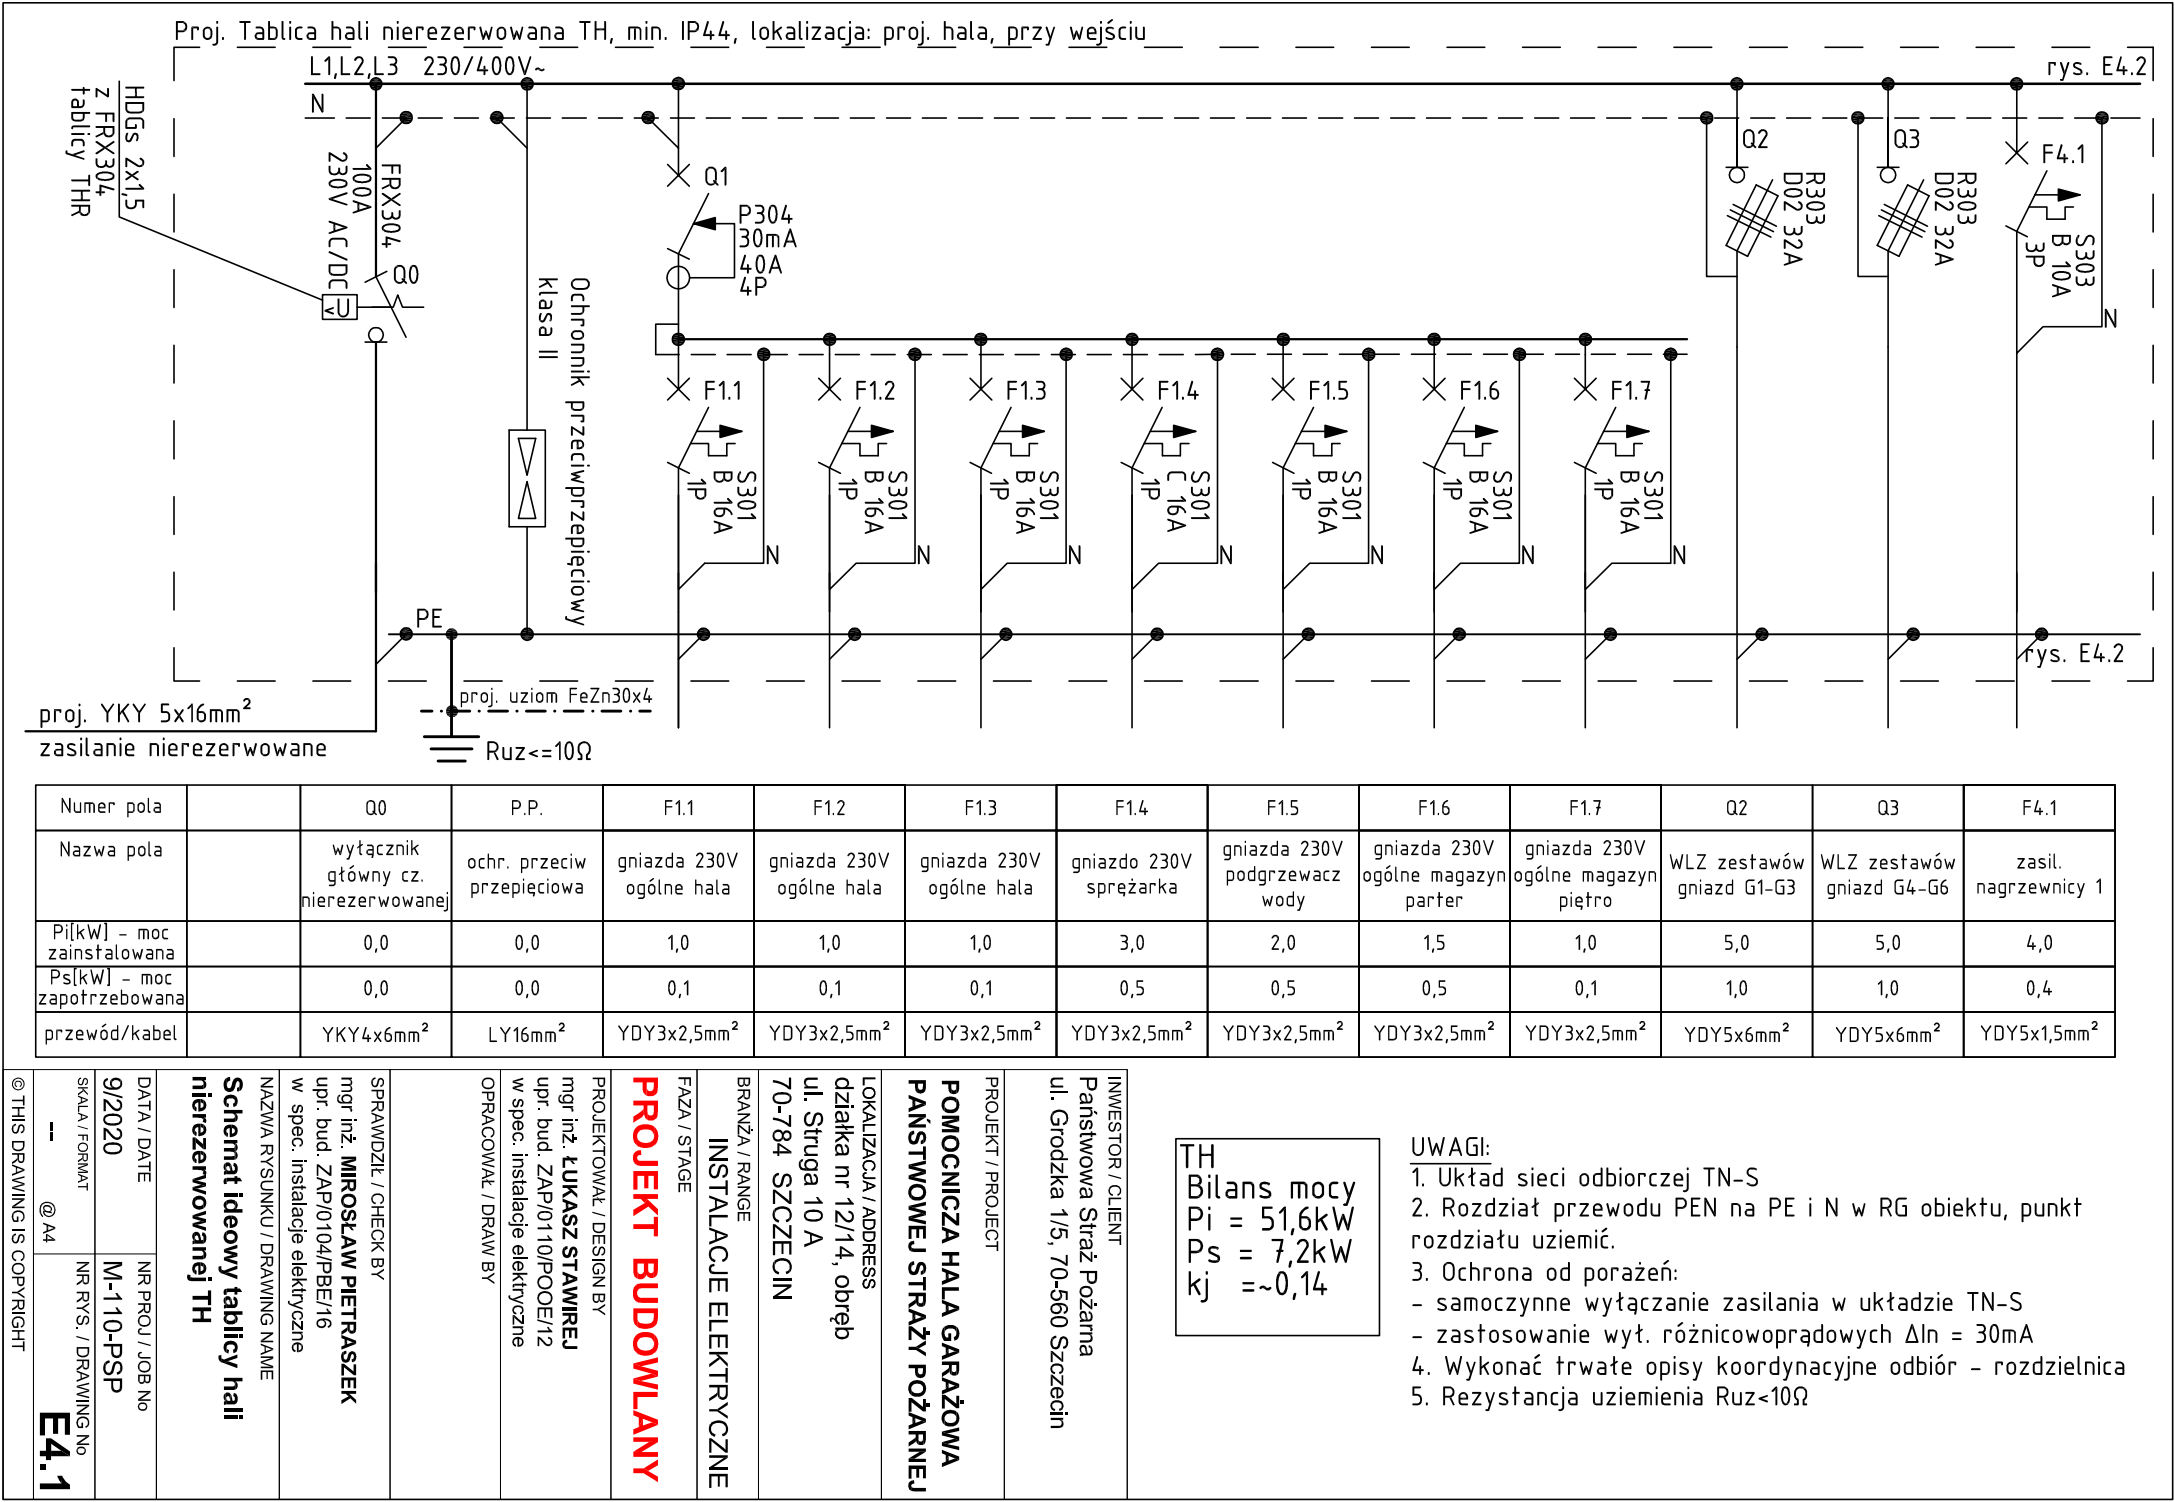 Proj. Tablica hali nierezerwowana TH, min. IP44, lokalizacja: proj. hala, przy wejściu
L1,L2,L3 230/400V~
rys. E4.2
N
HDGs 2x1,5
z FRX304
tablicy THR
FRX304
100A
230V AC/DC
Q0
<U
Ochronnik przeciwprzepięciowy
klasa II
Q1
P304
30mA
40A
4P
Q2
R303
D02 32A
Q3
R303
D02 32A
F4.1
S303
B 10A
3P
N
F1.1
S301
B 16A
1P
N
F1.2
S301
B 16A
1P
N
F1.3
S301
B 16A
1P
N
F1.4
S301
C 16A
1P
N
F1.5
S301
B 16A
1P
N
F1.6
S301
B 16A
1P
N
F1.7
S301
B 16A
1P
N
PE
rys. E4.2
proj. uziom FeZn30x4
proj. YKY 5x16mm²
zasilanie nierezerwowane
Ruz<=10Ω
Numer pola Q0 P.P. F1.1 F1.2 F1.3 F1.4 F1.5 F1.6 F1.7 Q2 Q3 F4.1
Nazwa pola
wyłącznik
główny cz.
nierezerwowanej
ochr. przeciw
przepięciowa
gniazda 230V
ogólne hala
gniazda 230V
ogólne hala
gniazda 230V
ogólne hala
gniazdo 230V
sprężarka
gniazda 230V
podgrzewacz
wody
gniazda 230V
ogólne magazyn
parter
gniazda 230V
ogólne magazyn
piętro
WLZ zestawów
gniazd G1-G3
WLZ zestawów
gniazd G4-G6
zasil.
nagrzewnicy 1
Pi[kW] - moc
zainstalowana
0,0 0,0 1,0 1,0 1,0 3,0 2,0 1,5 1,0 5,0 5,0 4,0
Ps[kW] - moc
zapotrzebowana
0,0 0,0 0,1 0,1 0,1 0,5 0,5 0,5 0,1 1,0 1,0 0,4
przewód/kabel YKY4x6mm² LY16mm² YDY3x2,5mm² YDY3x2,5mm² YDY3x2,5mm² YDY3x2,5mm² YDY3x2,5mm² YDY3x2,5mm² YDY3x2,5mm² YDY5x6mm² YDY5x6mm² YDY5x1,5mm²
INWESTOR / CLIENT
Państwowa Straż Pożarna
ul. Grodzka 1/5, 70-560 Szczecin
PROJEKT / PROJECT
POMOCNICZA HALA GARAŻOWA
PAŃSTWOWEJ STRAŻY POŻARNEJ
LOKALIZACJA / ADDRESS
działka nr 12/14, obręb
ul. Struga 10 A
70-784 SZCZECIN
BRANŻA / RANGE
INSTALACJE ELEKTRYCZNE
FAZA / STAGE
PROJEKT BUDOWLANY
PROJEKTOWAŁ / DESIGN BY
mgr inż. ŁUKASZ STAWIREJ
upr. bud. ZAP/0110/POOE/12
w spec. instalacje elektryczne
OPRACOWAŁ / DRAW BY
SPRAWDZIŁ / CHECK BY
mgr inż. MIROSŁAW PIETRASZEK
upr. bud. ZAP/0104/PBE/16
w spec. instalacje elektryczne
NAZWA RYSUNKU / DRAWING NAME
Schemat ideowy tablicy hali
nierezerwowanej TH
DATA / DATE
9/2020
NR PROJ / JOB No
M-110-PSP
SKALA / FORMAT
--
@ A4
NR RYS. / DRAWING No
E4.1
© THIS DRAWING IS COPYRIGHT
TH
Bilans mocy
Pi = 51,6kW
Ps = 7,2kW
kj =~0,14
UWAGI:
1. Układ sieci odbiorczej TN-S
2. Rozdział przewodu PEN na PE i N w RG obiektu, punkt
rozdziału uziemić.
3. Ochrona od porażeń:
- samoczynne wyłączanie zasilania w układzie TN-S
- zastosowanie wył. różnicowoprądowych ΔIn = 30mA
4. Wykonać trwałe opisy koordynacyjne odbiór - rozdzielnica
5. Rezystancja uziemienia Ruz<10Ω